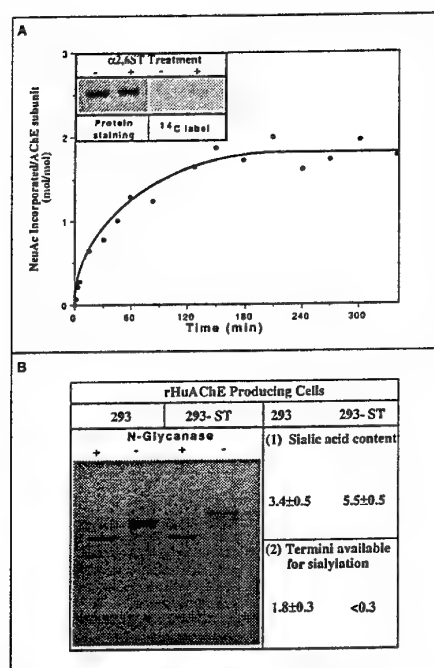 A
α2,6ST Treatment
- + - +
Protein staining
14C label
NeuAc Incorporated/AChE subunit (mol/mol)
3
2
1
0
0 60 120 180 240 300
Time (min)
B
rHuAChE Producing Cells
293 293-ST 293 293-ST
N-Glycanase
+ - + -
(1) Sialic acid content
3.4±0.5 5.5±0.5
(2) Termini available
for sialylation
1.8±0.3 <0.3